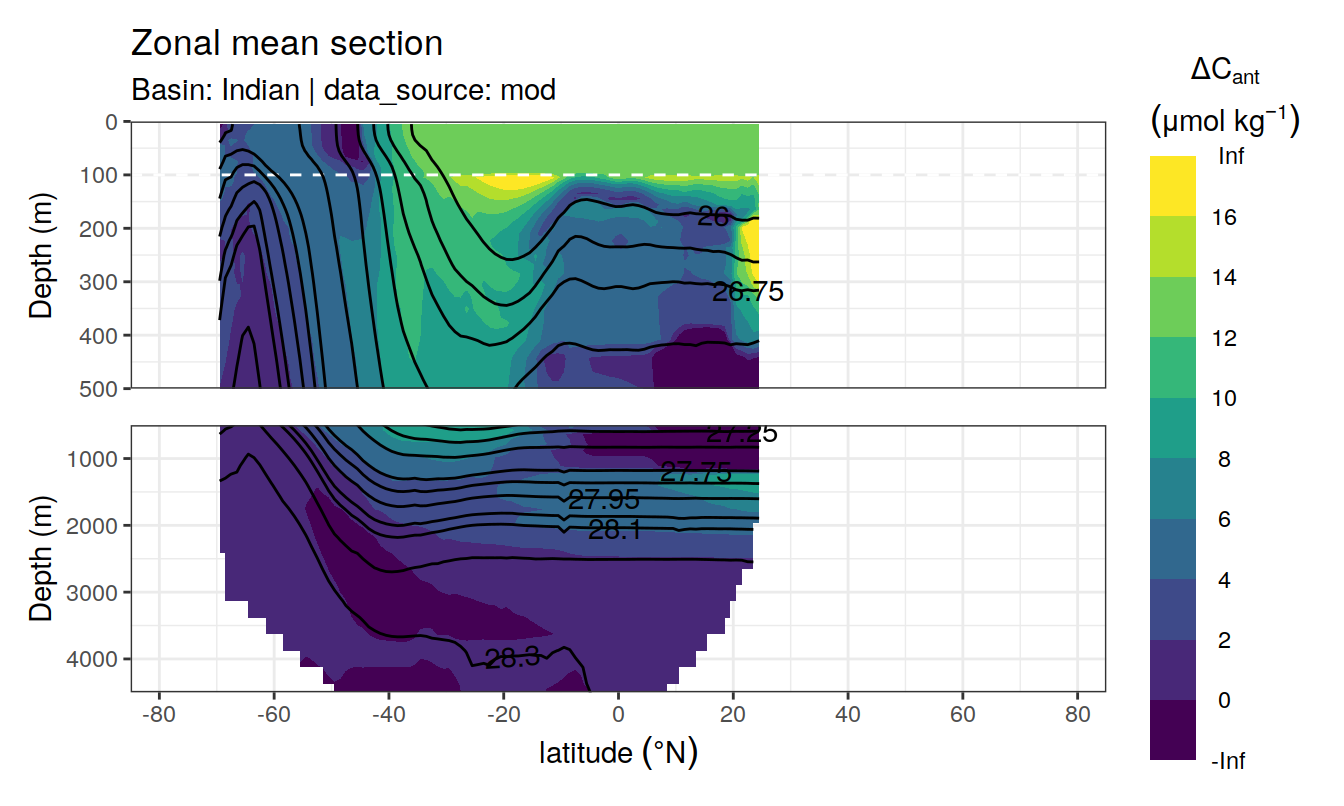 Zonal mean section
Basin: Indian | data_source: mod
ΔCant
(μmol kg⁻¹)
Inf
16
14
12
10
8
6
4
2
0
-Inf
Depth (m)
0
100
200
300
400
500
26
26.75
Depth (m)
1000
2000
3000
4000
27.25
27.75
27.95
28.1
28.3
-80 -60 -40 -20 0 20 40 60 80
latitude (°N)